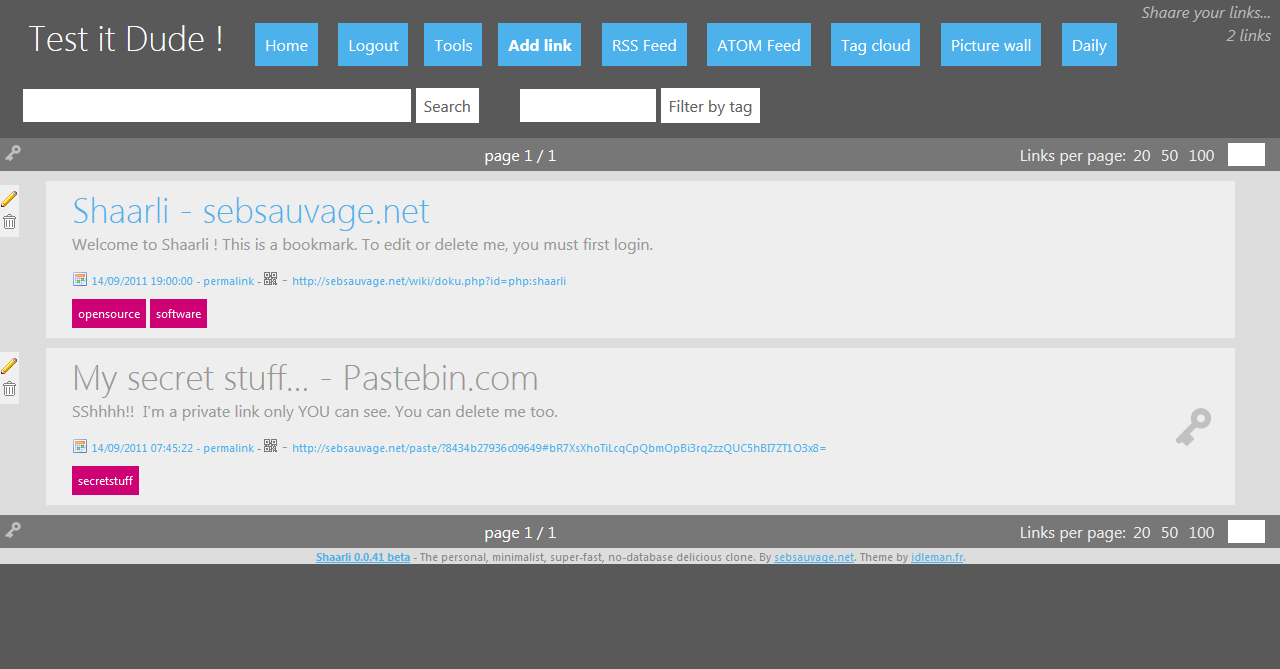 Test it Dude !
Home Logout Tools Add link RSS Feed ATOM Feed Tag cloud Picture wall Daily
Shaare your links...
2 links
Search Filter by tag
page 1 / 1 Links per page: 20 50 100
Shaarli - sebsauvage.net
Welcome to Shaarli ! This is a bookmark. To edit or delete me, you must first login.
14/09/2011 19:00:00 - permalink - - http://sebsauvage.net/wiki/doku.php?id=php:shaarli
opensource software
My secret stuff... - Pastebin.com
SShhhh!!  I'm a private link only YOU can see. You can delete me too.
14/09/2011 07:45:22 - permalink - - http://sebsauvage.net/paste/?8434b27936c09649#bR7XsXhoTiLcqCpQbmOpBi3rq2zzQUC5hBI7ZT1O3x8=
secretstuff
page 1 / 1 Links per page: 20 50 100
Shaarli 0.0.41 beta - The personal, minimalist, super-fast, no-database delicious clone. By sebsauvage.net. Theme by idleman.fr.